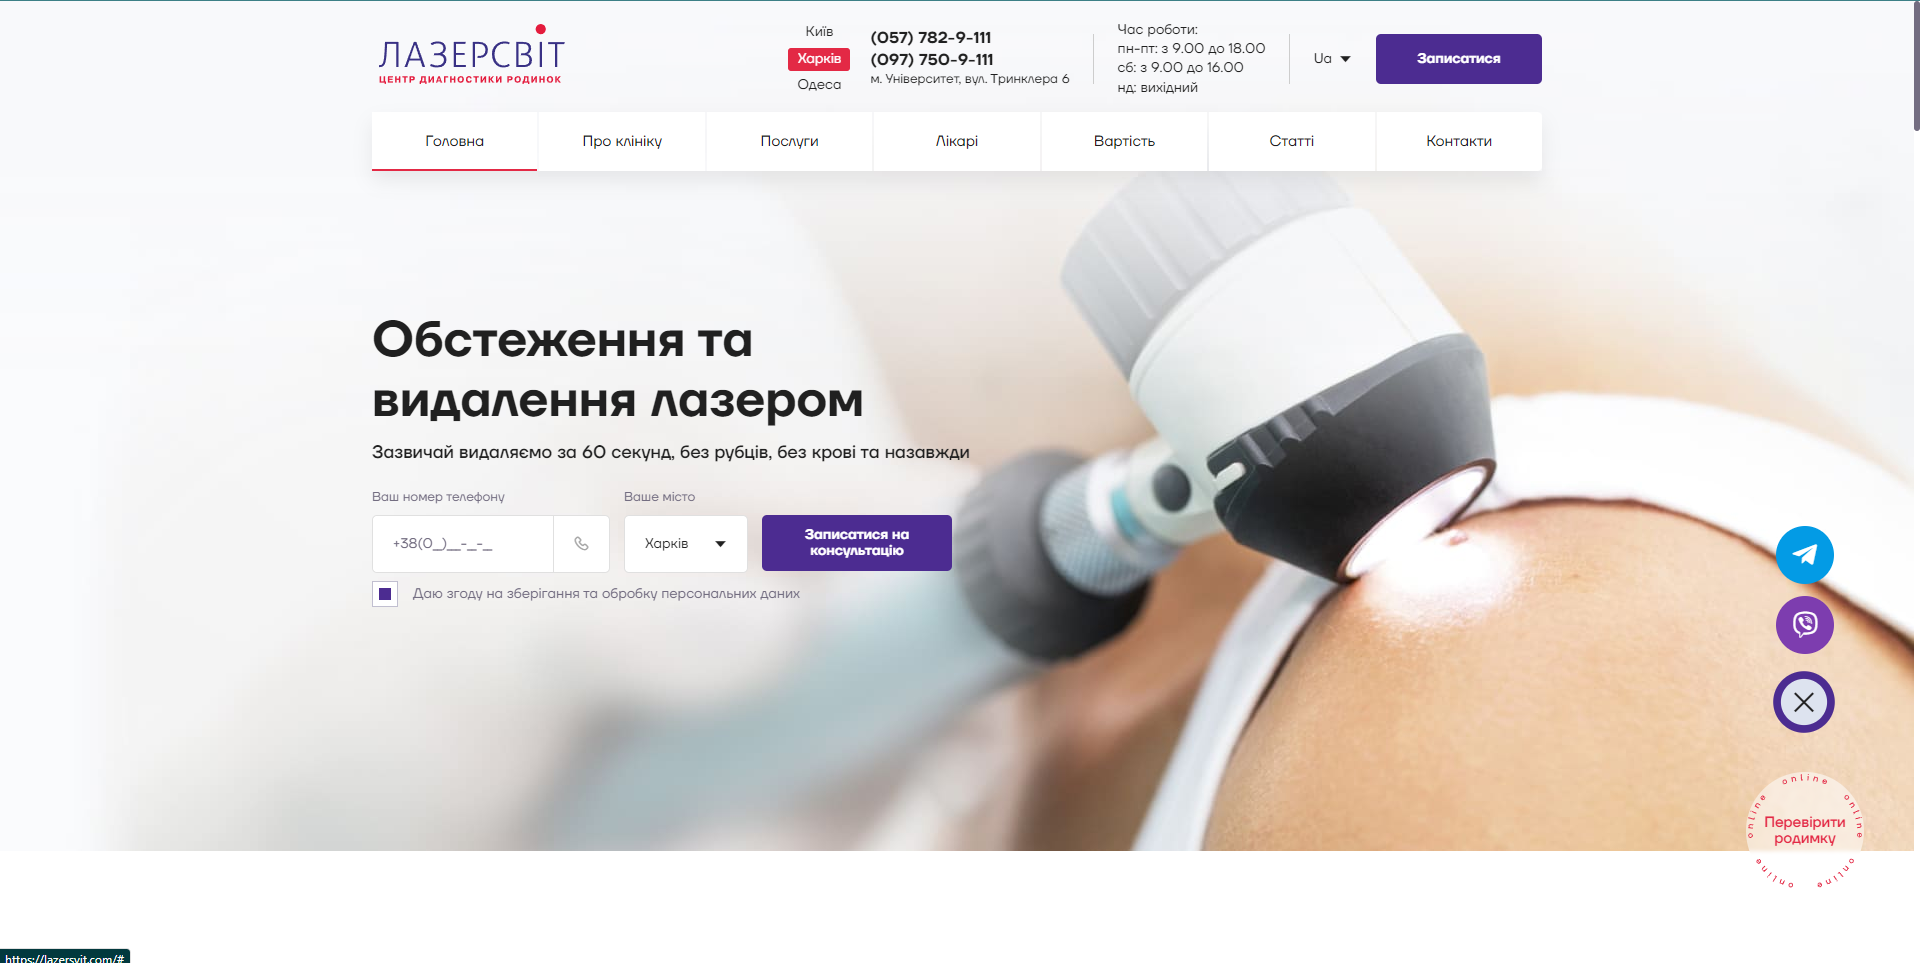 ЛАЗЕРСВІТ
ЦЕНТР ДІАГНОСТИКИ РОДИНОК
Київ
Харків
Одеса
(057) 782-9-111
(097) 750-9-111
м. Університет, вул. Тринклера 6
Час роботи:
пн-пт: з 9.00 до 18.00
сб: з 9.00 до 16.00
нд: вихідний
Ua
Записатися
Головна
Про клініку
Послуги
Лікарі
Вартість
Статті
Контакти
Обстеження та
видалення лазером
Зазвичай видаляємо за 60 секунд, без рубців, без крові та назавжди
Ваш номер телефону
Ваше місто
+38(0_)__-_-_
Харків
Записатися на
консультацію
Даю згоду на зберігання та обробку персональних даних
online
online
online
Перевірити
родимку
online
online
https://lazersvit.com/#